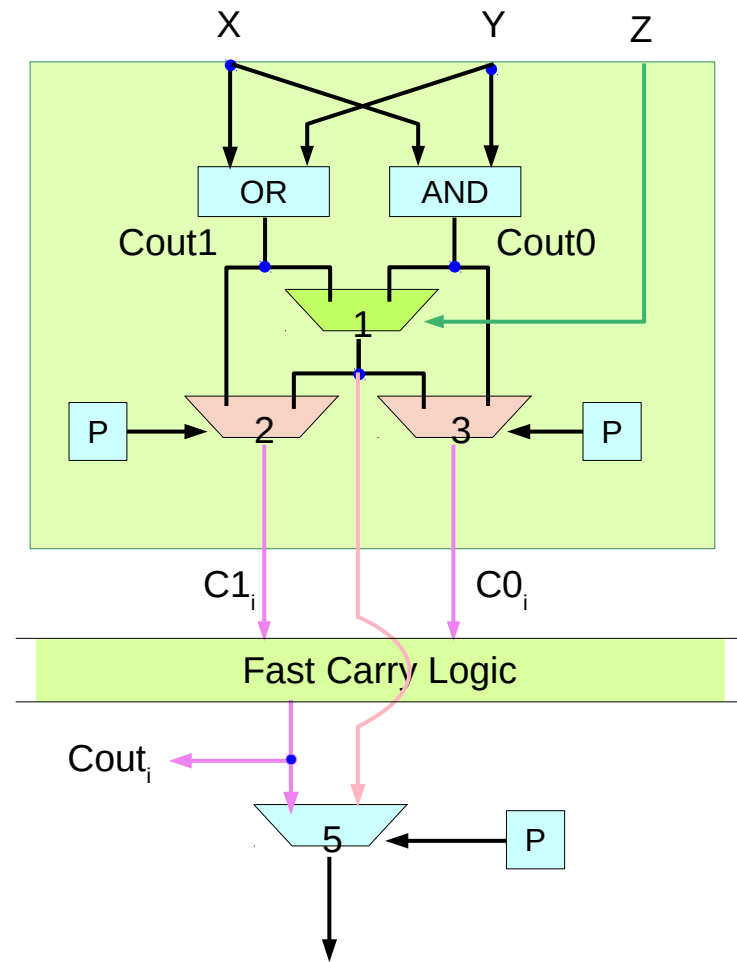 X Y Z
OR AND
Cout1 Cout0
1
P 2 3 P
C1i C0i
Fast Carry Logic
Couti
5 P